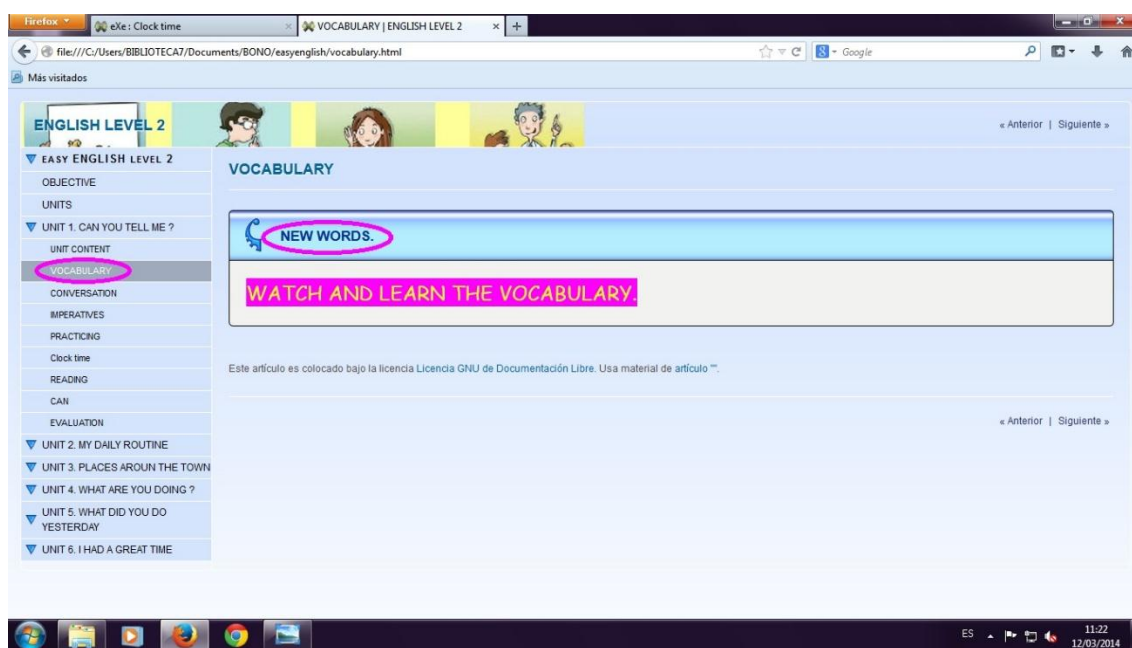 Firefox
eXe : Clock time
VOCABULARY | ENGLISH LEVEL 2
file:///C:/Users/BIBLIOTECA7/Documents/BONO/easyenglish/vocabulary.html
Google
Más visitados
ENGLISH LEVEL 2
« Anterior | Siguiente »
EASY ENGLISH LEVEL 2
OBJECTIVE
UNITS
UNIT 1. CAN YOU TELL ME ?
UNIT CONTENT
VOCABULARY
CONVERSATION
IMPERATIVES
PRACTICING
Clock time
READING
CAN
EVALUATION
UNIT 2. MY DAILY ROUTINE
UNIT 3. PLACES AROUN THE TOWN
UNIT 4. WHAT ARE YOU DOING ?
UNIT 5. WHAT DID YOU DO
YESTERDAY
UNIT 6. I HAD A GREAT TIME
VOCABULARY
NEW WORDS.
WATCH AND LEARN THE VOCABULARY.
Este artículo es colocado bajo la licencia Licencia GNU de Documentación Libre. Usa material de artículo "".
« Anterior | Siguiente »
ES
11:22
12/03/2014